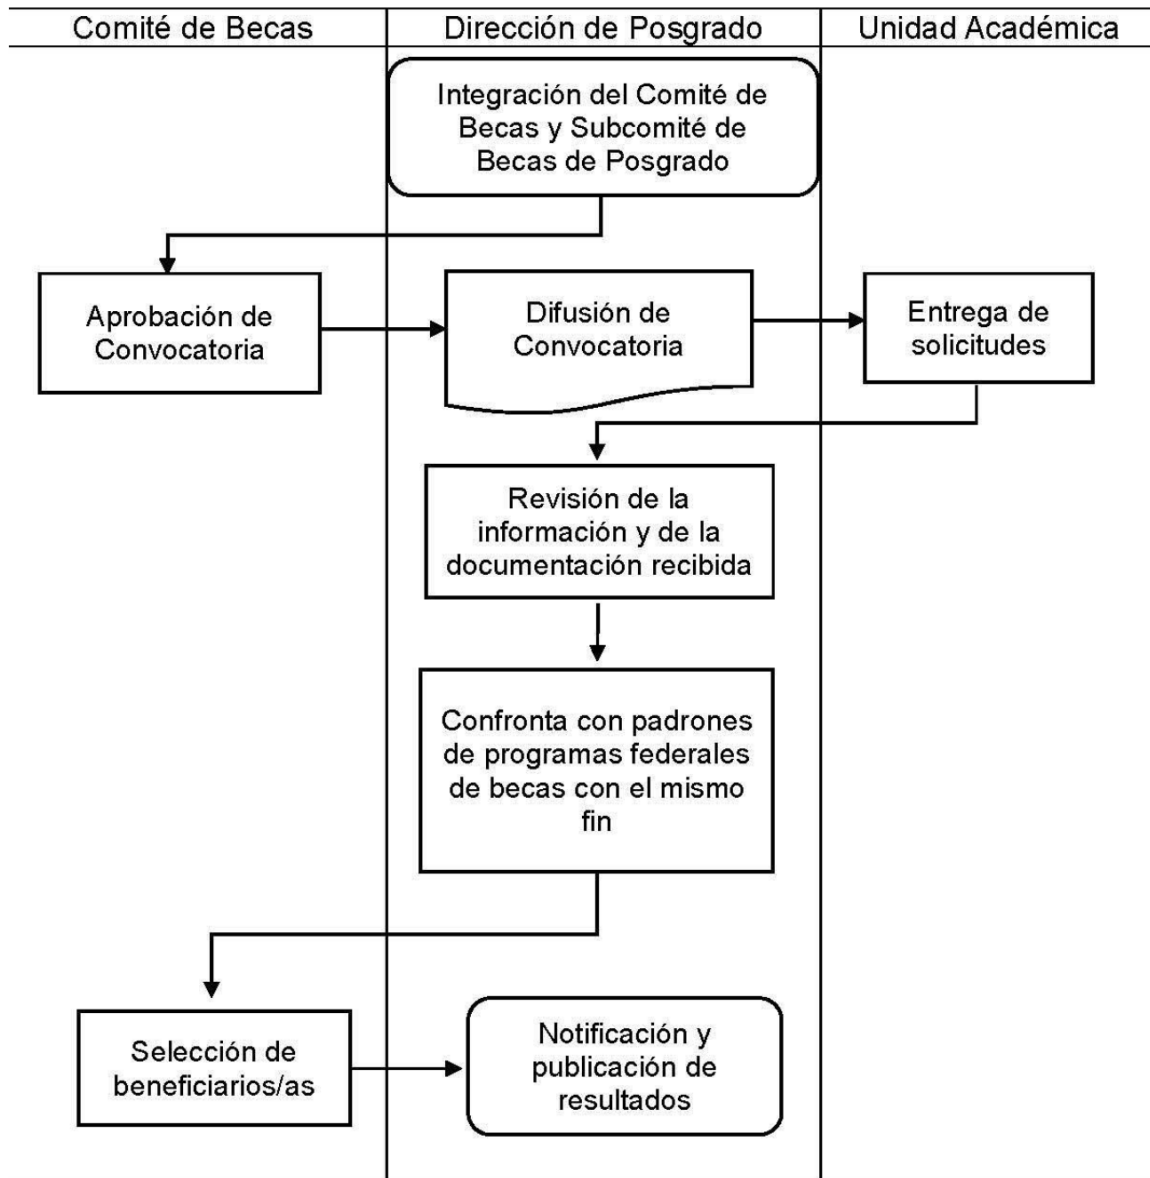 Comité de Becas
Dirección de Posgrado
Unidad Académica
Integración del Comité de
Becas y Subcomité de
Becas de Posgrado
Aprobación de
Convocatoria
Difusión de
Convocatoria
Entrega de
solicitudes
Revisión de la
información y de la
documentación recibida
Confronta con padrones
de programas federales
de becas con el mismo
fin
Selección de
beneficiarios/as
Notificación y
publicación de
resultados